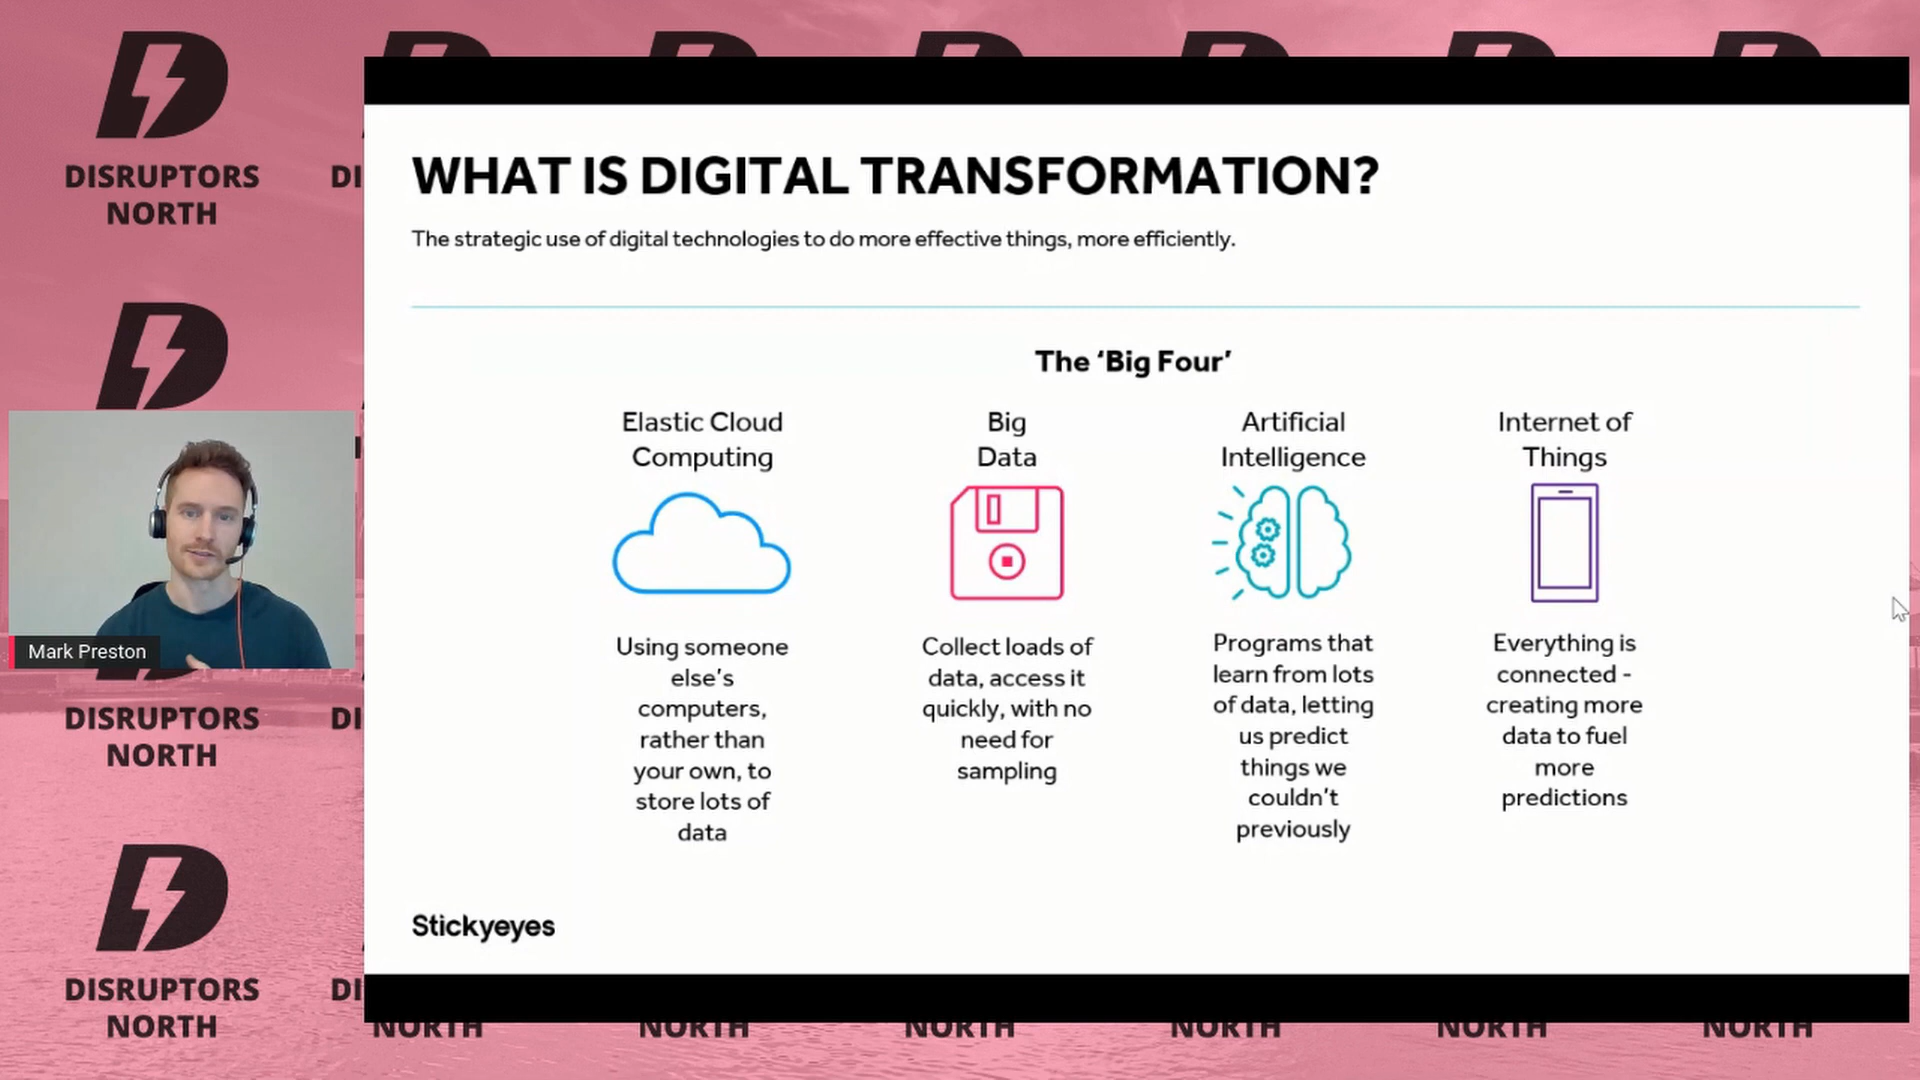 DISRUPTORS
NORTH
DI
WHAT IS DIGITAL TRANSFORMATION?
The strategic use of digital technologies to do more effective things, more efficiently.
The ‘Big Four’
Elastic Cloud
Computing
Using someone
else’s
computers,
rather than
your own, to
store lots of
data
Big
Data
Collect loads of
data, access it
quickly, with no
need for
sampling
Artificial
Intelligence
Programs that
learn from lots
of data, letting
us predict
things we
couldn’t
previously
Internet of
Things
Everything is
connected -
creating more
data to fuel
more
predictions
Stickyeyes
Mark Preston
DISRUPTORS
NORTH
DI
DISRUPTORS
NORTH
DI
NORTH
NORTH
NORTH
NORTH
NORTH
NORTH